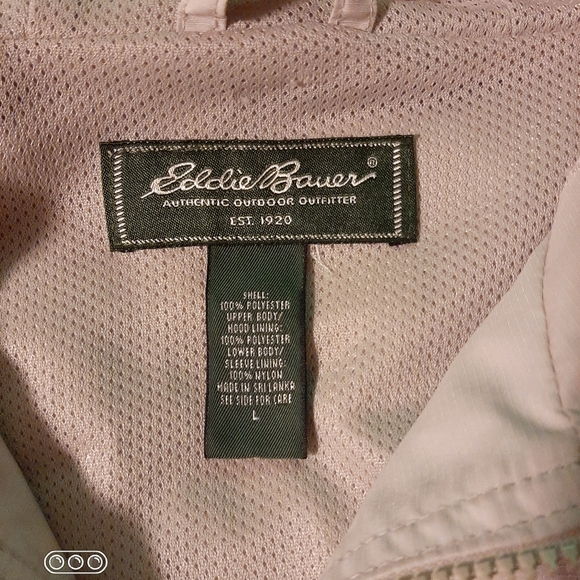 Eddie Bauer®
AUTHENTIC OUTDOOR OUTFITTER
EST. 1920
SHELL:
100% POLYESTER
UPPER BODY/
HOOD LINING:
100% POLYESTER
LOWER BODY/
SLEEVE LINING:
100% NYLON
MADE IN SRI LANKA
SEE SIDE FOR CARE
L